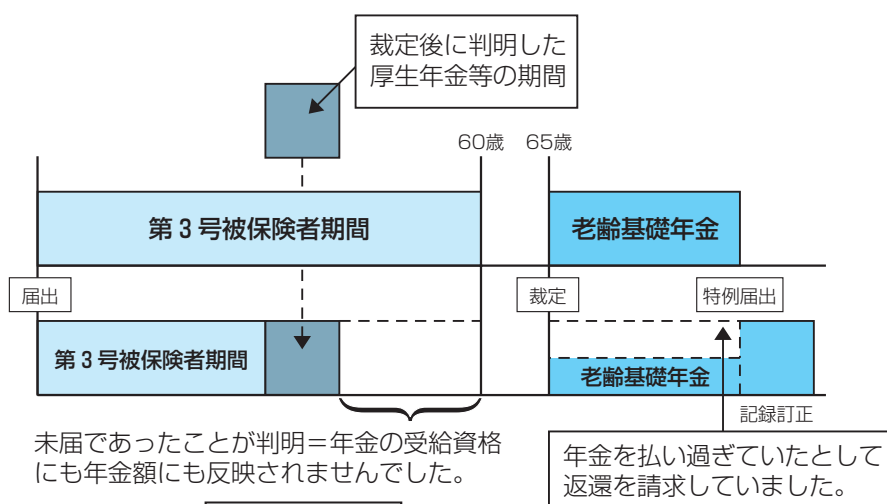 裁定後に判明した
厚生年金等の期間
60歳
65歳
第3号被保険者期間
老齢基礎年金
届出
裁定
特例届出
第3号被保険者期間
老齢基礎年金
記録訂正
未届であったことが判明＝年金の受給資格
にも年金額にも反映されませんでした。
年金を払い過ぎていたとして
返還を請求していました。